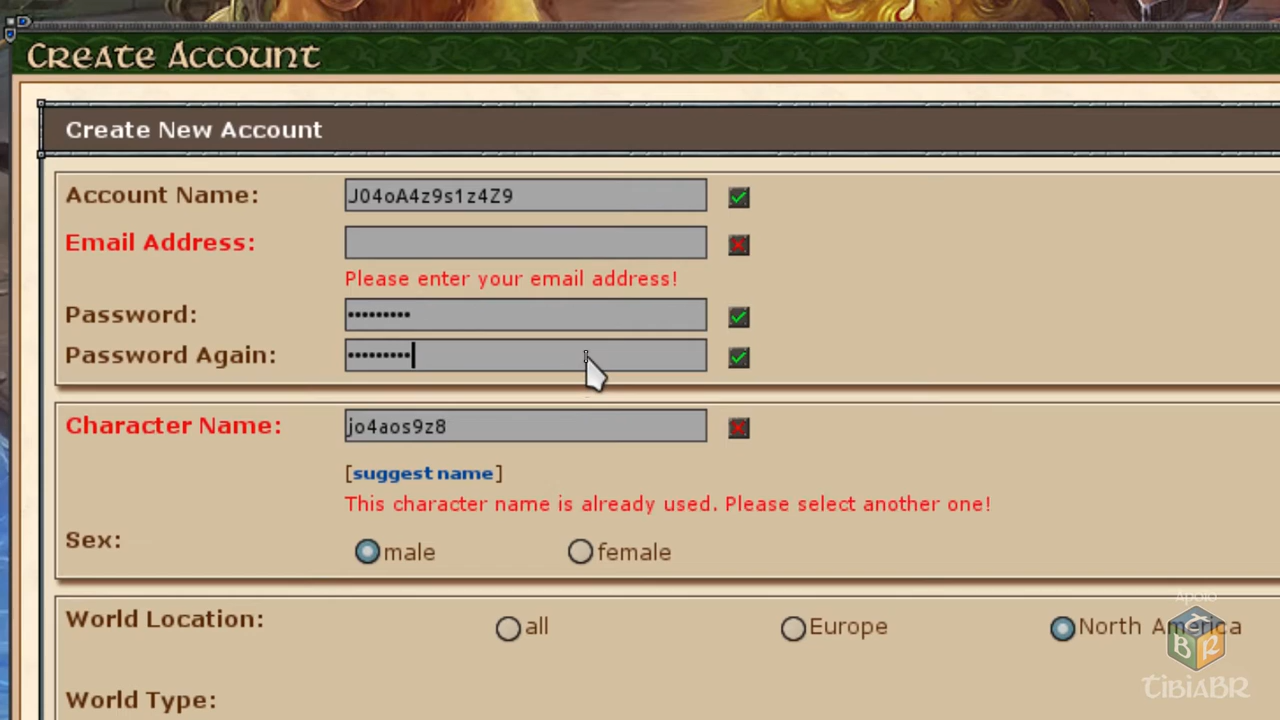 Create Account
Create New Account
Account Name: J04oA4z9s1z4Z9
Email Address:
Please enter your email address!
Password: •••••••••
Password Again: •••••••••
Character Name: jo4aos9z8
[suggest name]
This character name is already used. Please select another one!
Sex: male female
World Location: all Europe North America
World Type:
Apoio
TBR
TibiaBR